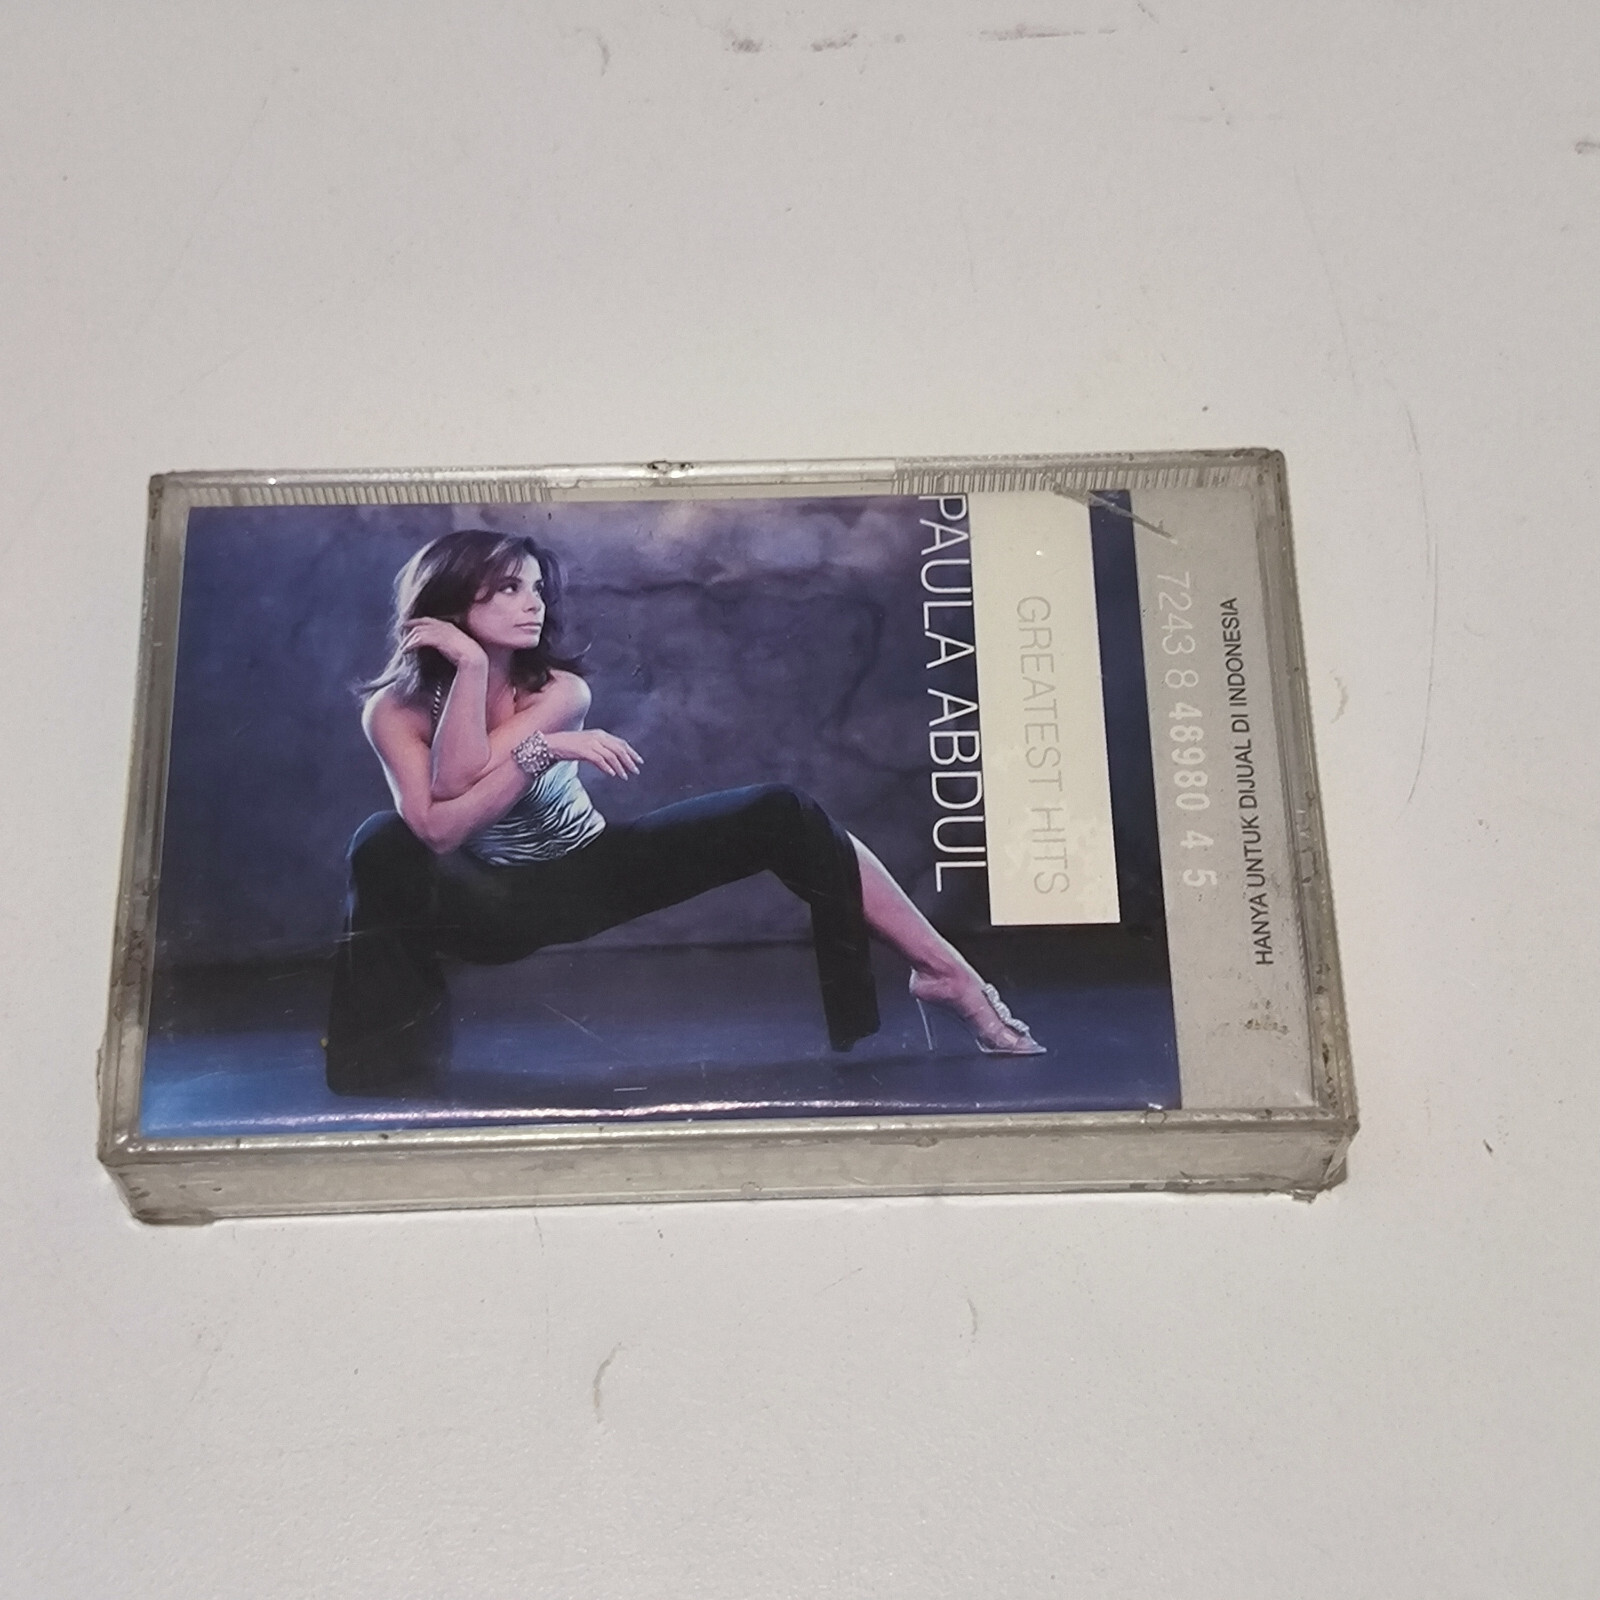 PAULA ABDUL
GREATEST HITS
7243 8 48980 4 5
HANYA UNTUK DIJUAL DI INDONESIA